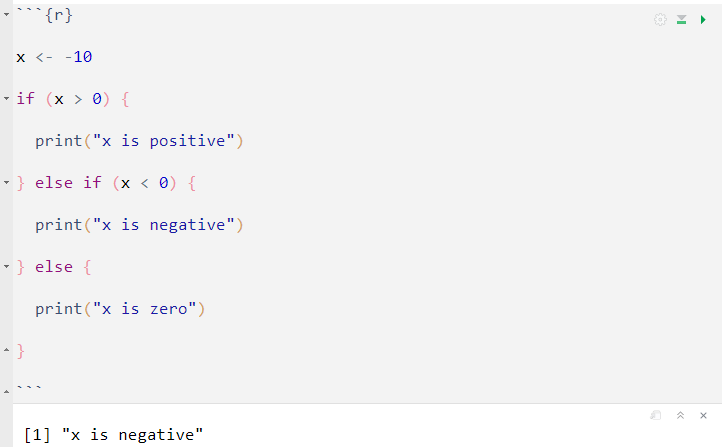 ```{r}
x <- -10
if (x > 0) {
  print("x is positive")
} else if (x < 0) {
  print("x is negative")
} else {
  print("x is zero")
}
```
[1] "x is negative"